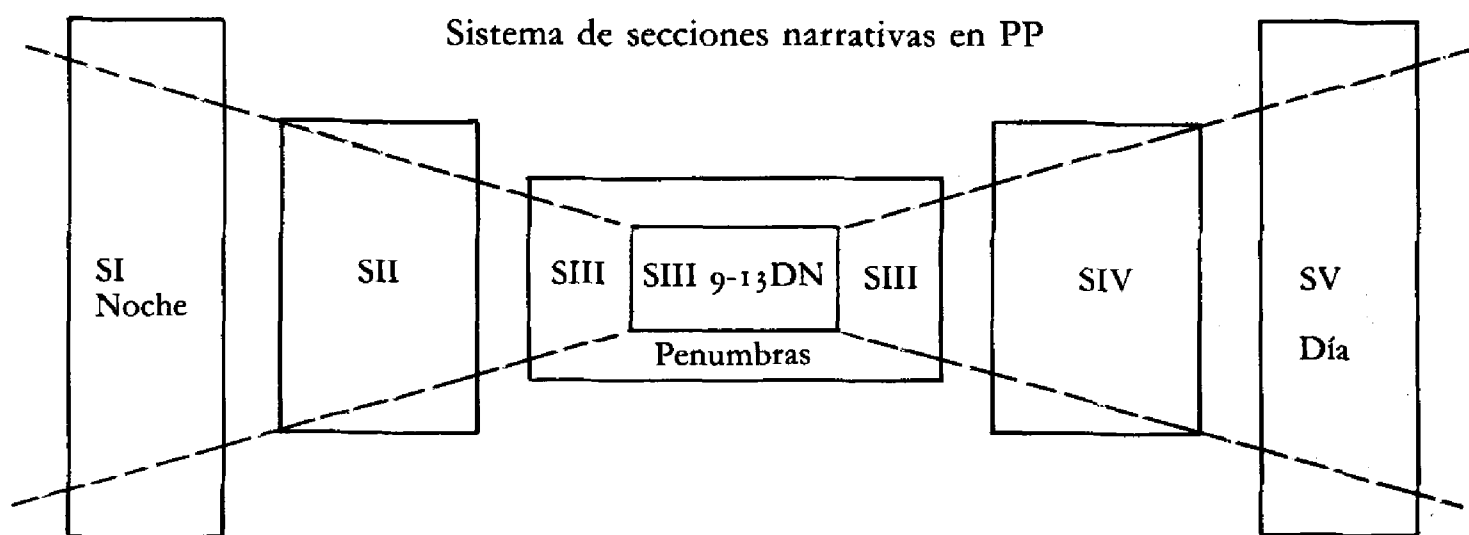 Sistema de secciones narrativas en PP
SI
Noche
SII
SIII
SIII 9-13DN
SIII
Penumbras
SIV
SV
Día